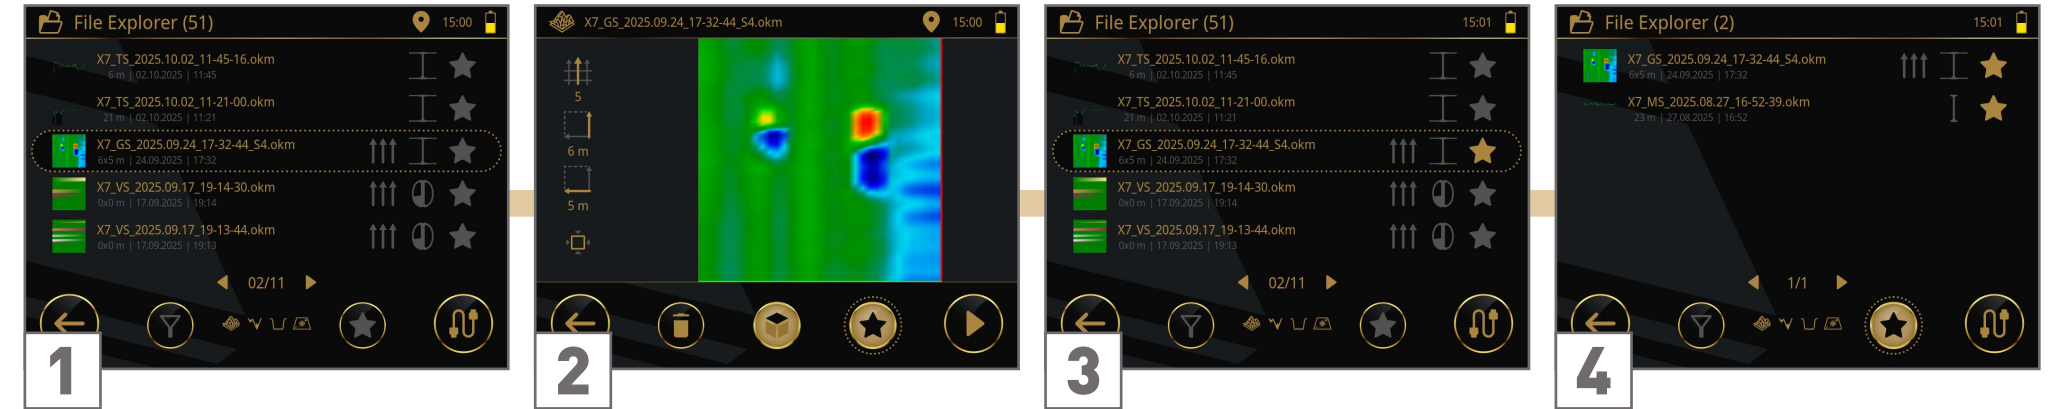 File Explorer (51)
15:00
X7_TS_2025.10.02_11-45-16.okm
6 m | 02.10.2025 | 11:45
X7_TS_2025.10.02_11-21-00.okm
21 m | 02.10.2025 | 11:21
X7_GS_2025.09.24_17-32-44_S4.okm
6x5 m | 24.09.2025 | 17:32
X7_VS_2025.09.17_19-14-30.okm
0x0 m | 17.09.2025 | 19:14
X7_VS_2025.09.17_19-13-44.okm
0x0 m | 17.09.2025 | 19:13
02/11
1
X7_GS_2025.09.24_17-32-44_S4.okm
15:00
5
6 m
5 m
2
File Explorer (51)
15:01
X7_TS_2025.10.02_11-45-16.okm
6 m | 02.10.2025 | 11:45
X7_TS_2025.10.02_11-21-00.okm
21 m | 02.10.2025 | 11:21
X7_GS_2025.09.24_17-32-44_S4.okm
6x5 m | 24.09.2025 | 17:32
X7_VS_2025.09.17_19-14-30.okm
0x0 m | 17.09.2025 | 19:14
X7_VS_2025.09.17_19-13-44.okm
0x0 m | 17.09.2025 | 19:13
02/11
3
File Explorer (2)
15:01
X7_GS_2025.09.24_17-32-44_S4.okm
6x5 m | 24.09.2025 | 17:32
X7_MS_2025.08.27_16-52-39.okm
23 m | 27.08.2025 | 16:52
1/1
4